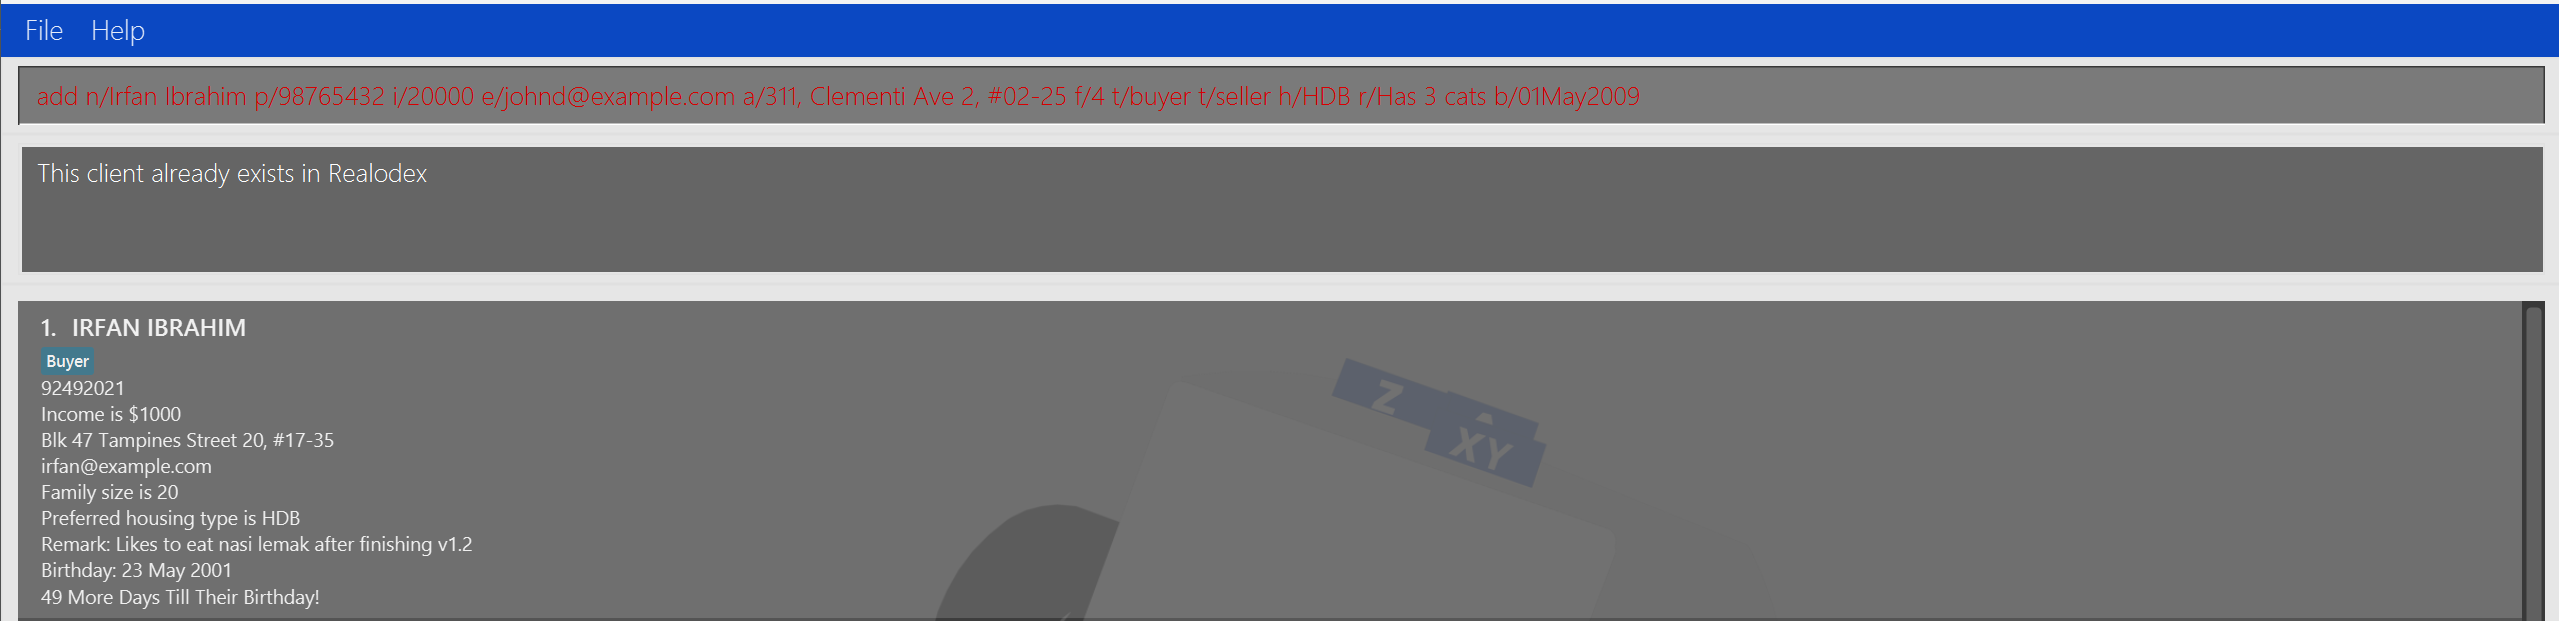 File Help
add n/Irfan Ibrahim p/98765432 i/20000 e/johnd@example.com a/311, Clementi Ave 2, #02-25 f/4 t/buyer t/seller h/HDB r/Has 3 cats b/01May2009
This client already exists in Realodex
1. IRFAN IBRAHIM
Buyer
92492021
Income is $1000
Blk 47 Tampines Street 20, #17-35
irfan@example.com
Family size is 20
Preferred housing type is HDB
Remark: Likes to eat nasi lemak after finishing v1.2
Birthday: 23 May 2001
49 More Days Till Their Birthday!
Z
XY